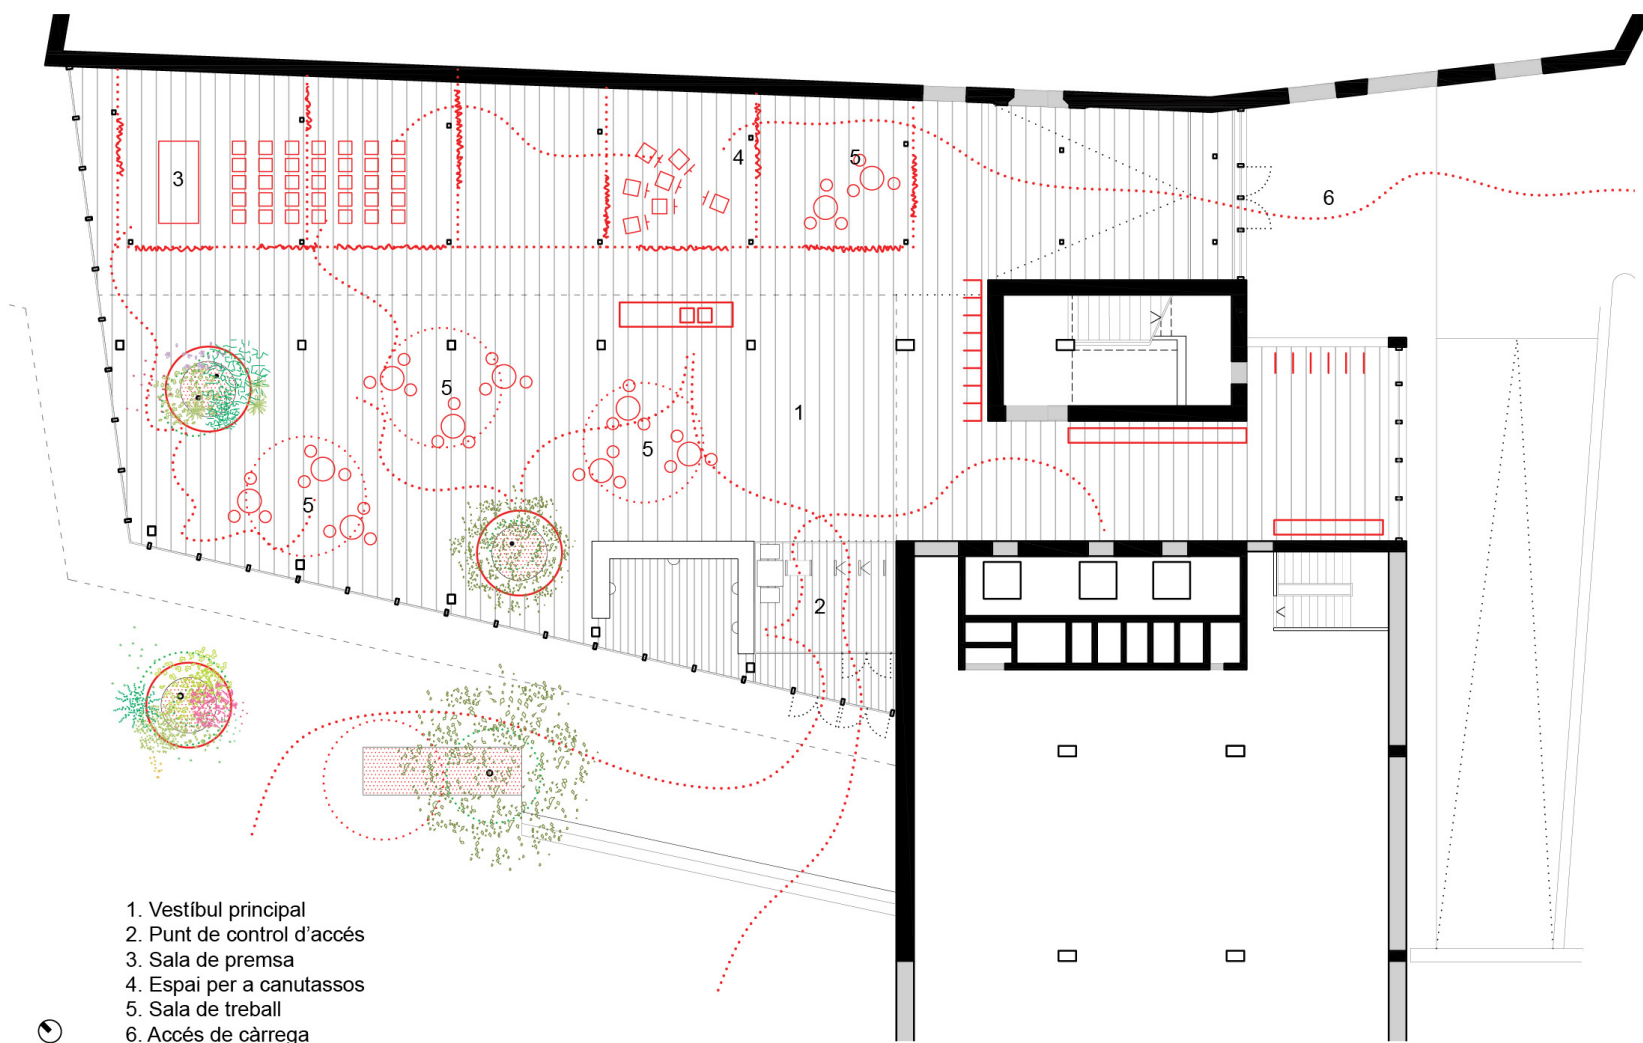 3
4
5
6
5
1
5
5
2
1. Vestíbul principal
2. Punt de control d’accés
3. Sala de premsa
4. Espai per a canutassos
5. Sala de treball
6. Accés de càrrega